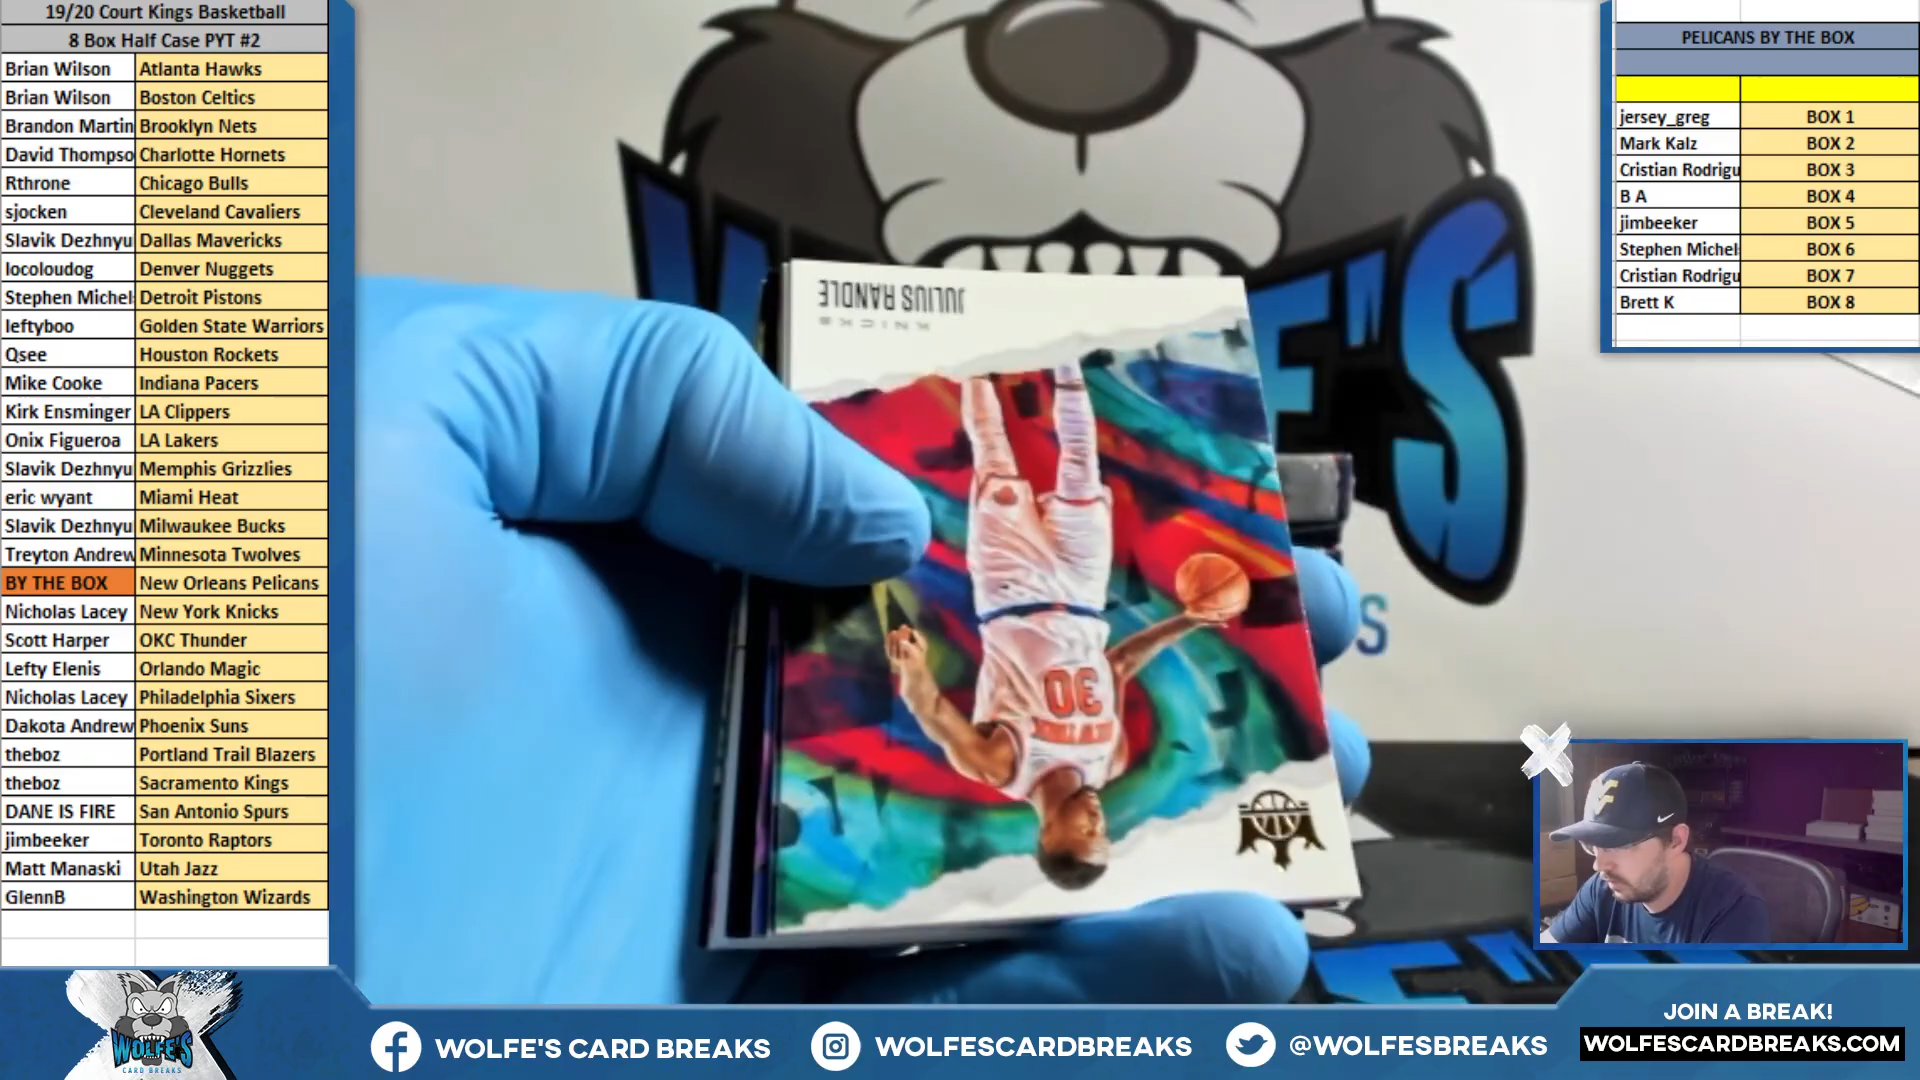 19/20 Court Kings Basketball
8 Box Half Case PYT #2
Brian Wilson Atlanta Hawks
Brian Wilson Boston Celtics
Brandon Martin Brooklyn Nets
David Thompso Charlotte Hornets
Rthrone Chicago Bulls
sjocken Cleveland Cavaliers
Slavik Dezhnyu Dallas Mavericks
locoloudog Denver Nuggets
Stephen Michel Detroit Pistons
leftyboo Golden State Warriors
Qsee Houston Rockets
Mike Cooke Indiana Pacers
Kirk Ensminger LA Clippers
Onix Figueroa LA Lakers
Slavik Dezhnyu Memphis Grizzlies
eric wyant Miami Heat
Slavik Dezhnyu Milwaukee Bucks
Treyton Andrew Minnesota Twolves
BY THE BOX New Orleans Pelicans
Nicholas Lacey New York Knicks
Scott Harper OKC Thunder
Lefty Elenis Orlando Magic
Nicholas Lacey Philadelphia Sixers
Dakota Andrew Phoenix Suns
theboz Portland Trail Blazers
theboz Sacramento Kings
DANE IS FIRE San Antonio Spurs
jimbeeker Toronto Raptors
Matt Manaski Utah Jazz
GlennB Washington Wizards
PELICANS BY THE BOX
jersey_greg BOX 1
Mark Kalz BOX 2
Cristian Rodrigu BOX 3
B A BOX 4
jimbeeker BOX 5
Stephen Michel BOX 6
Cristian Rodrigu BOX 7
Brett K BOX 8
JULIUS RANDLE
KNICKS
30
WOLFE'S
CARD BREAKS
WOLFE'S CARD BREAKS
WOLFESCARDBREAKS
@WOLFESBREAKS
JOIN A BREAK!
WOLFESCARDBREAKS.COM